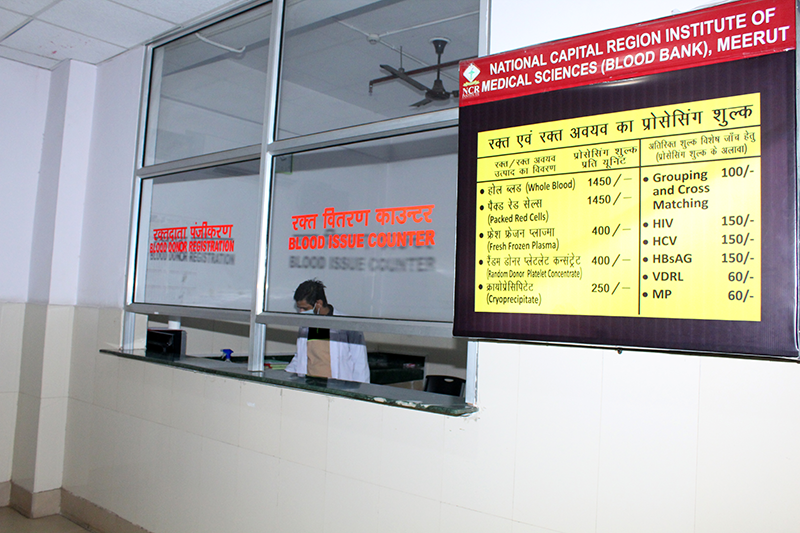 NATIONAL CAPITAL REGION INSTITUTE OF
MEDICAL SCIENCES (BLOOD BANK), MEERUT
NCR
रक्त एवं रक्त अवयव का प्रोसेसिंग शुल्क
रक्त/रक्त अवयव उत्पाद का विवरण
प्रोसेसिंग शुल्क प्रति यूनिट
• होल ब्लड (Whole Blood) 1450/-
• पैक्ड रेड सेल्स 1450/-
(Packed Red Cells)
• फ्रेश फ्रेजन प्लाज्मा 400/-
(Fresh Frozen Plasma)
• रैंडम डोनर प्लेटलेट कन्संट्रेट 400/-
(Random Donor Platelet Concentrate)
• क्रायोप्रेसिपिटेट 250/-
(Cryoprecipitate)
अतिरिक्त शुल्क विशेष जाँच हेतु
(प्रोसेसिंग शुल्क के अलावा)
• Grouping 100/-
and Cross
Matching
• HIV 150/-
• HCV 150/-
• HBsAG 150/-
• VDRL 60/-
• MP 60/-
रक्तदाता पंजीकरण
BLOOD DONOR REGISTRATION
रक्त वितरण काउन्टर
BLOOD ISSUE COUNTER